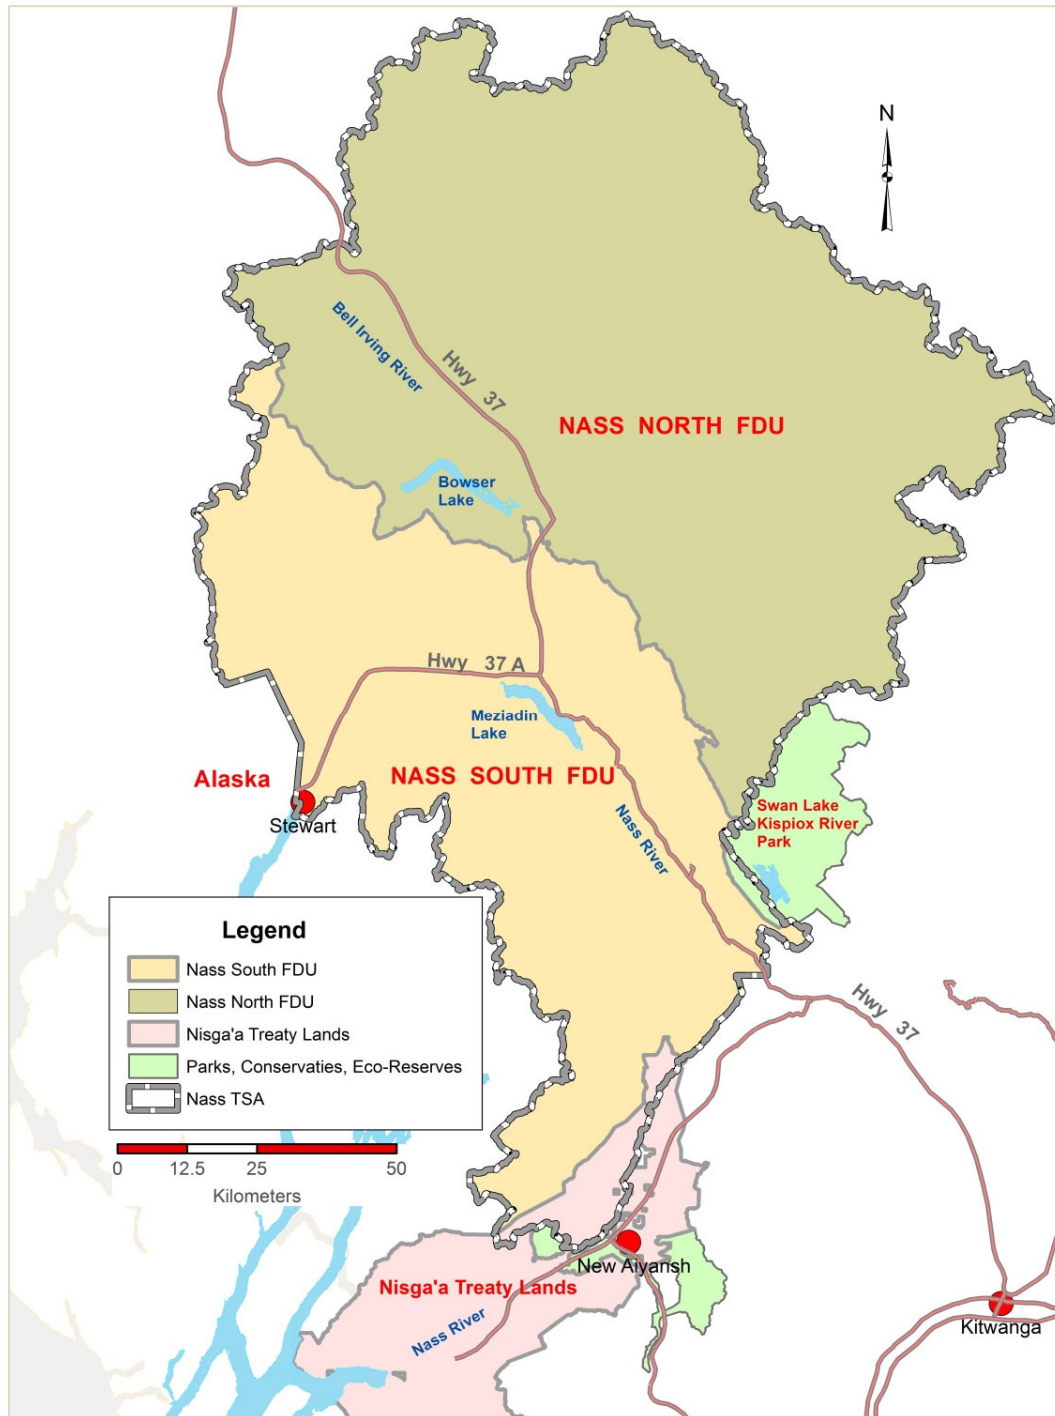 N
Bell Irving River
Hwy 37
NASS NORTH FDU
Bowser
Lake
Hwy 37 A
Meziadin
Lake
Alaska
NASS SOUTH FDU
Stewart
Nass River
Swan Lake
Kispiox River
Park
Legend
Nass South FDU
Nass North FDU
Nisga'a Treaty Lands
Parks, Conservaties, Eco-Reserves
Nass TSA
0 12.5 25 50
Kilometers
Hwy 37
New Aiyansh
Nisga'a Treaty Lands
Nass River
Kitwanga